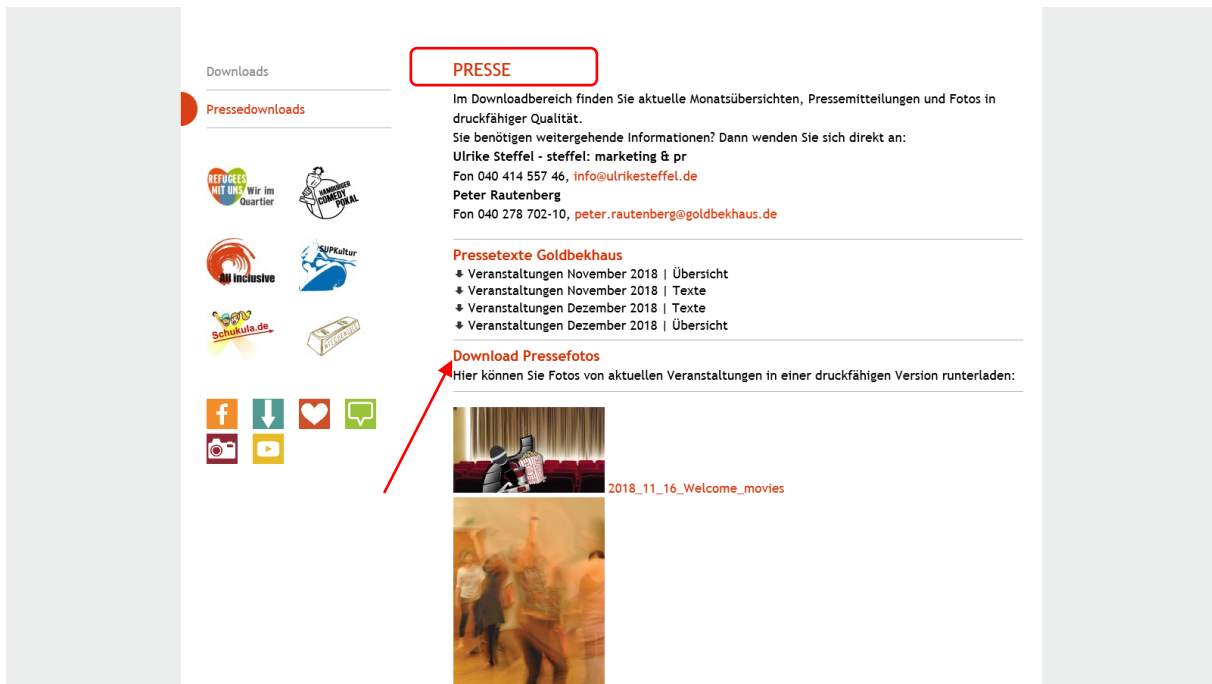 Downloads
Pressedownloads
REFUGEES
MIT UNS Wir im
Quartier
HAMBURGER
COMEDY
POKAL
All inclusive
SUPKultur
Schukula.de
PRESSE
Im Downloadbereich finden Sie aktuelle Monatsübersichten, Pressemitteilungen und Fotos in
druckfähiger Qualität.
Sie benötigen weitergehende Informationen? Dann wenden Sie sich direkt an:
Ulrike Steffel - steffel: marketing & pr
Fon 040 414 557 46, info@ulrikesteffel.de
Peter Rautenberg
Fon 040 278 702-10, peter.rautenberg@goldbekhaus.de
Pressetexte Goldbekhaus
Veranstaltungen November 2018 | Übersicht
Veranstaltungen November 2018 | Texte
Veranstaltungen Dezember 2018 | Texte
Veranstaltungen Dezember 2018 | Übersicht
Download Pressefotos
Hier können Sie Fotos von aktuellen Veranstaltungen in einer druckfähigen Version runterladen:
2018_11_16_Welcome_movies